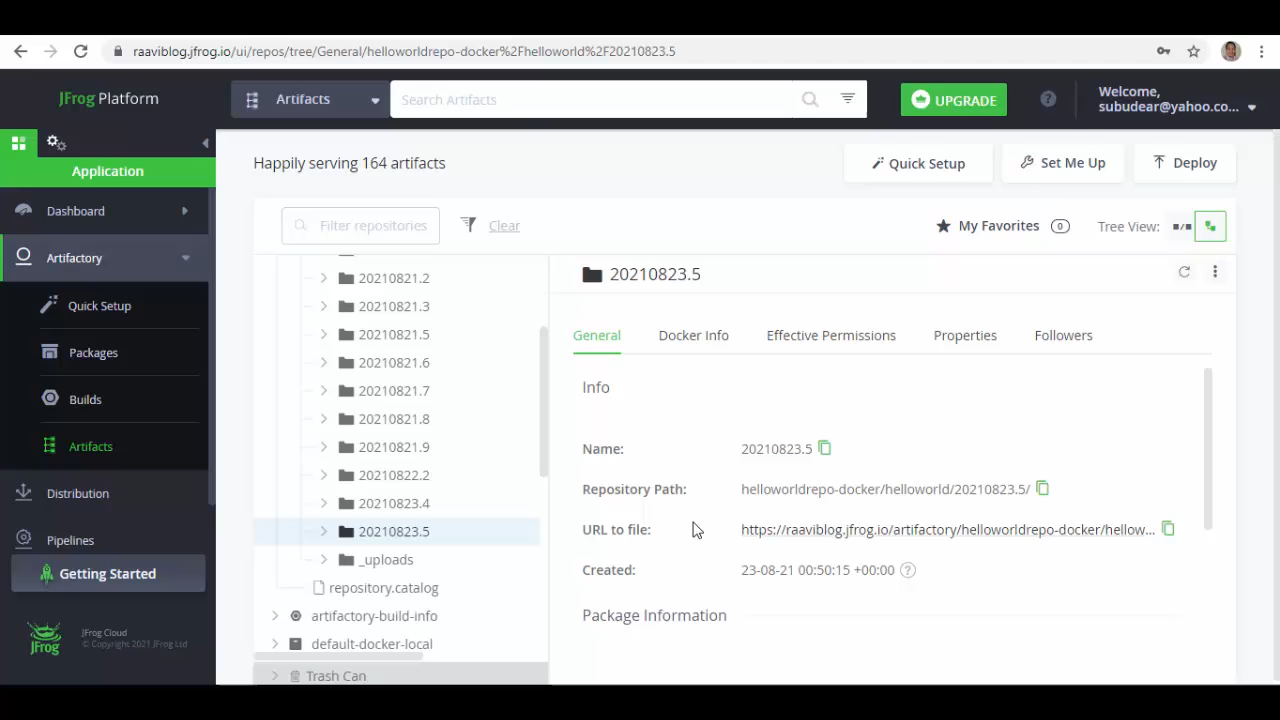 raaviblog.jfrog.io/ui/repos/tree/General/helloworldrepo-docker%2Fhelloworld%2F20210823.5
JFrog Platform
Artifacts
Search Artifacts
UPGRADE
Welcome,
subudear@yahoo.co...
Application
Happily serving 164 artifacts
Quick Setup
Set Me Up
Deploy
Dashboard
Artifactory
Quick Setup
Packages
Builds
Artifacts
Distribution
Pipelines
Getting Started
JFrog
JFrog Cloud
© Copyright 2021 JFrog Ltd
Filter repositories
Clear
My Favorites 0
Tree View:
20210821.2
20210821.3
20210821.5
20210821.6
20210821.7
20210821.8
20210821.9
20210822.2
20210823.4
20210823.5
_uploads
repository.catalog
artifactory-build-info
default-docker-local
Trash Can
20210823.5
General Docker Info Effective Permissions Properties Followers
Info
Name: 20210823.5
Repository Path: helloworldrepo-docker/helloworld/20210823.5/
URL to file: https://raaviblog.jfrog.io/artifactory/helloworldrepo-docker/hellow...
Created: 23-08-21 00:50:15 +00:00 ?
Package Information